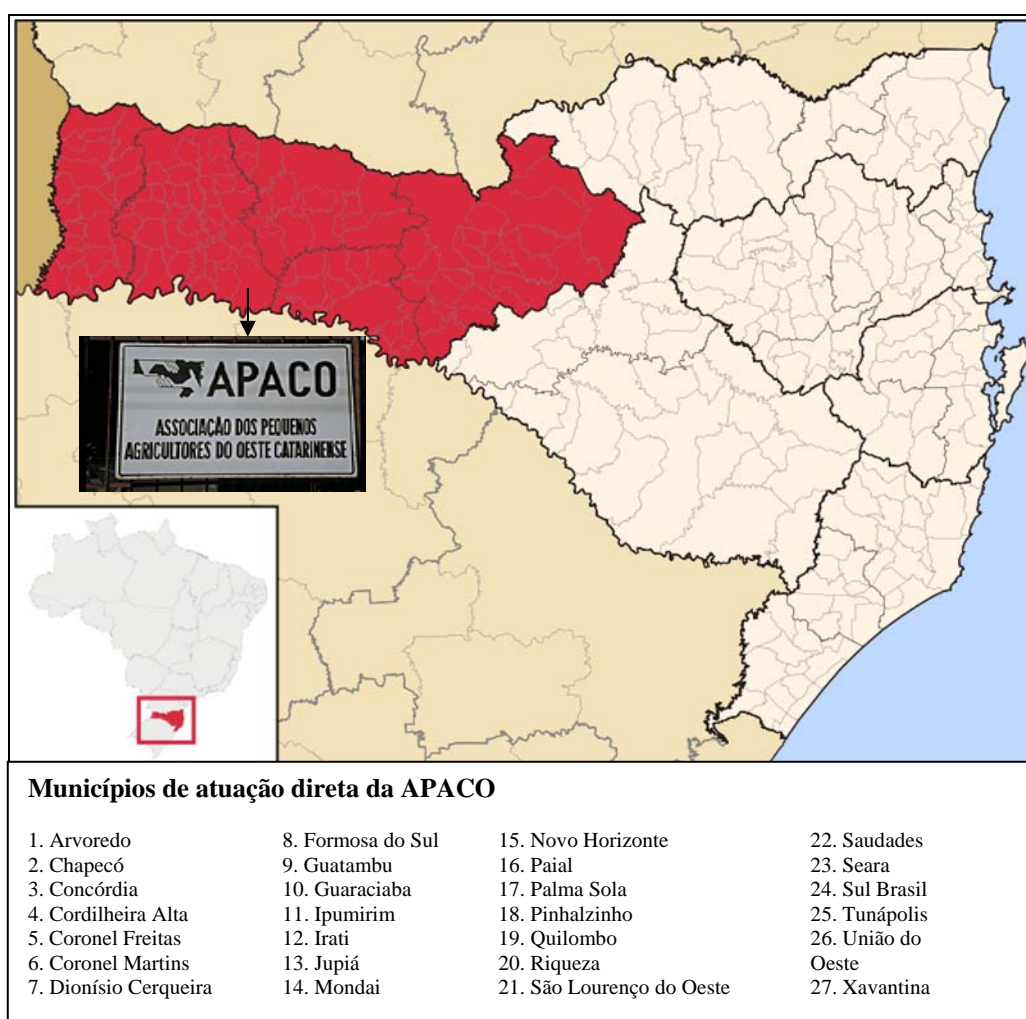 APACO
ASSOCIAÇÃO DOS PEQUENOS
AGRICULTORES DO OESTE CATARINENSE
Municípios de atuação direta da APACO
1. Arvoredo
2. Chapecó
3. Concórdia
4. Cordilheira Alta
5. Coronel Freitas
6. Coronel Martins
7. Dionísio Cerqueira
8. Formosa do Sul
9. Guatambu
10. Guaraciaba
11. Ipumirim
12. Irati
13. Jupiá
14. Mondai
15. Novo Horizonte
16. Paial
17. Palma Sola
18. Pinhalzinho
19. Quilombo
20. Riqueza
21. São Lourenço do Oeste
22. Saudades
23. Seara
24. Sul Brasil
25. Tunápolis
26. União do
Oeste
27. Xavantina